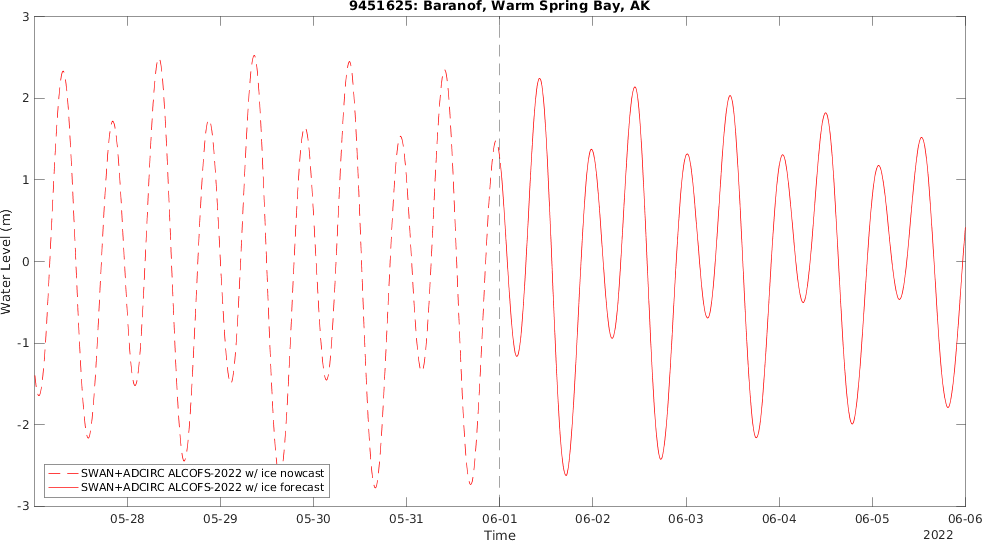 9451625: Baranof, Warm Spring Bay, AK
3
2
1
0
-1
-2
-3
Water Level (m)
SWAN+ADCIRC ALCOFS-2022 w/ ice nowcast
SWAN+ADCIRC ALCOFS-2022 w/ ice forecast
05-28 05-29 05-30 05-31 06-01 06-02 06-03 06-04 06-05 06-06
Time
2022